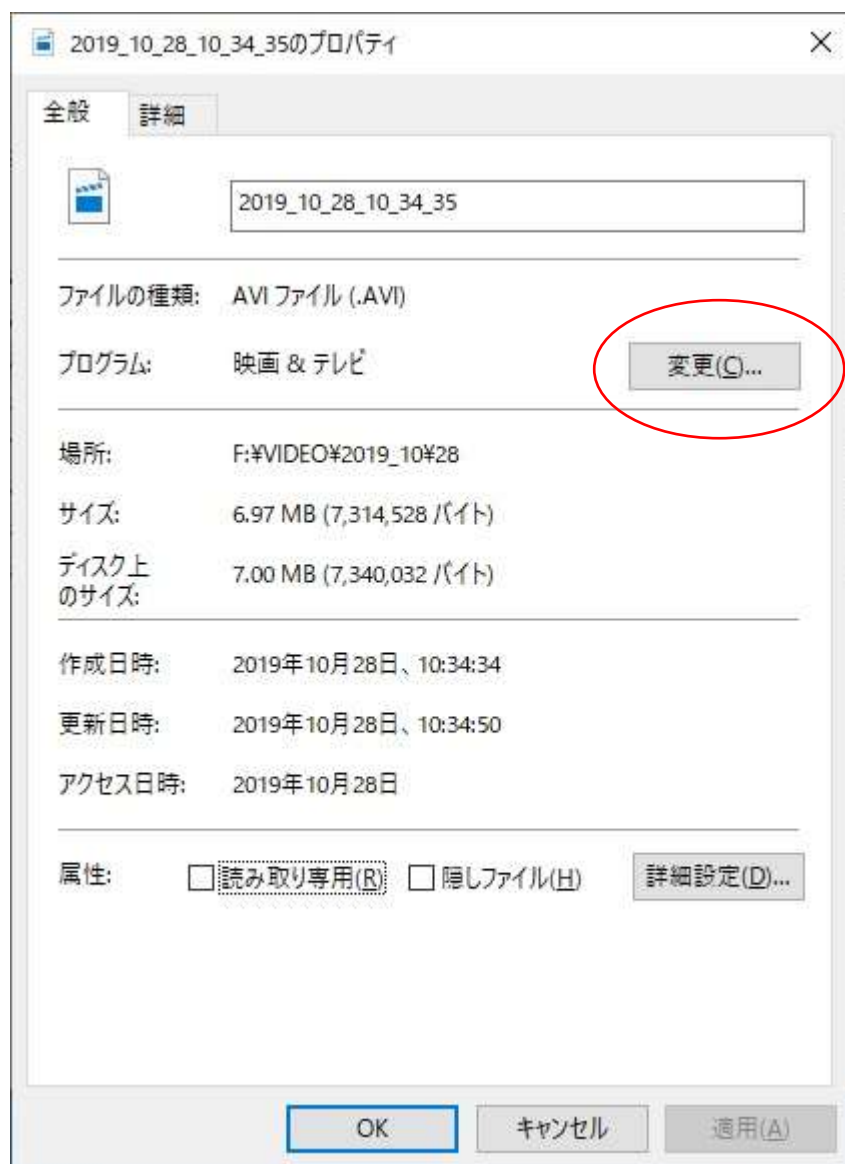 2019_10_28_10_34_35のプロパティ
全般 詳細
2019_10_28_10_34_35
ファイルの種類: AVI ファイル (.AVI)
プログラム: 映画 & テレビ 変更(C)...
場所: F:¥VIDEO¥2019_10¥28
サイズ: 6.97 MB (7,314,528 バイト)
ディスク上
のサイズ: 7.00 MB (7,340,032 バイト)
作成日時: 2019年10月28日、10:34:34
更新日時: 2019年10月28日、10:34:50
アクセス日時: 2019年10月28日
属性: 読み取り専用(R) 隠しファイル(H) 詳細設定(D)...
OK キャンセル 適用(A)